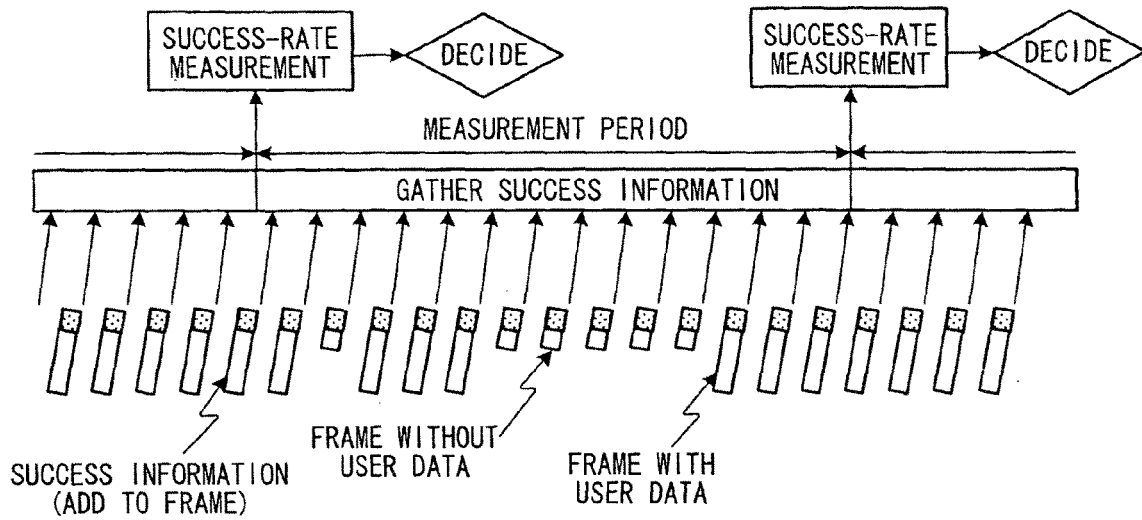 SUCCESS-RATE
MEASUREMENT
DECIDE
SUCCESS-RATE
MEASUREMENT
DECIDE
MEASUREMENT PERIOD
GATHER SUCCESS INFORMATION
SUCCESS INFORMATION
(ADD TO FRAME)
FRAME WITHOUT
USER DATA
FRAME WITH
USER DATA